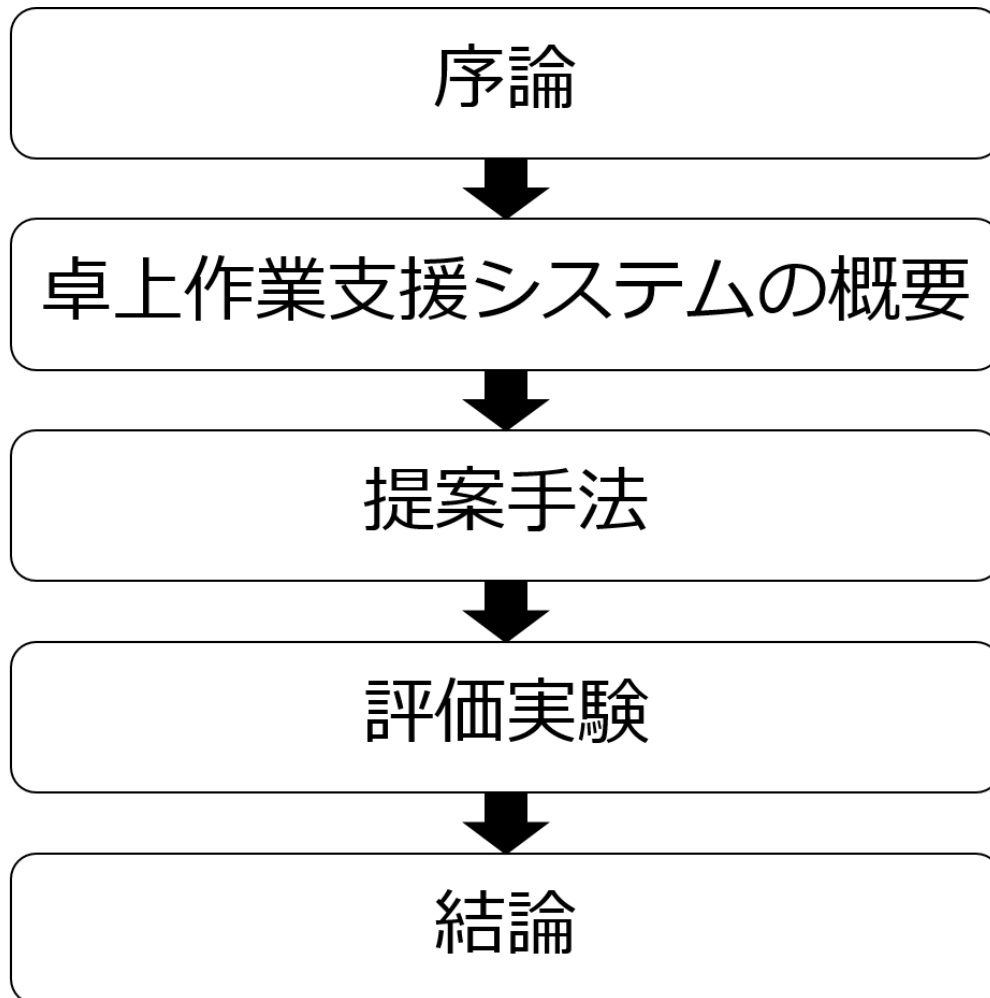 序論
卓上作業支援システムの概要
提案手法
評価実験
結論